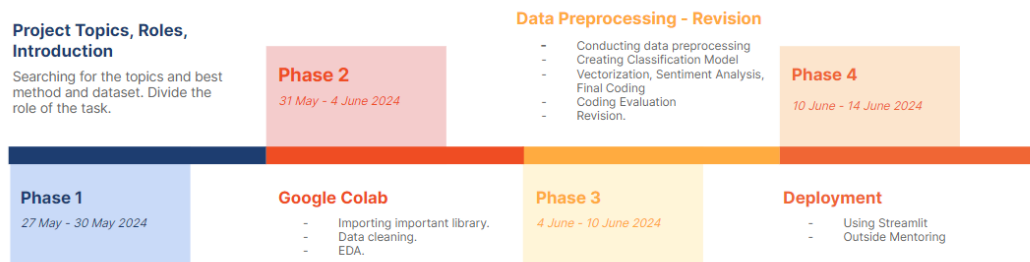 Project Topics, Roles,
Introduction
Searching for the topics and best
method and dataset. Divide the
role of the task.
Phase 1
27 May - 30 May 2024
Phase 2
31 May - 4 June 2024
Google Colab
- Importing important library.
- Data cleaning.
- EDA.
Data Preprocessing - Revision
- Conducting data preprocessing
- Creating Classification Model
- Vectorization, Sentiment Analysis,
Final Coding
- Coding Evaluation
- Revision.
Phase 3
4 June - 10 June 2024
Phase 4
10 June - 14 June 2024
Deployment
- Using Streamlit
- Outside Mentoring